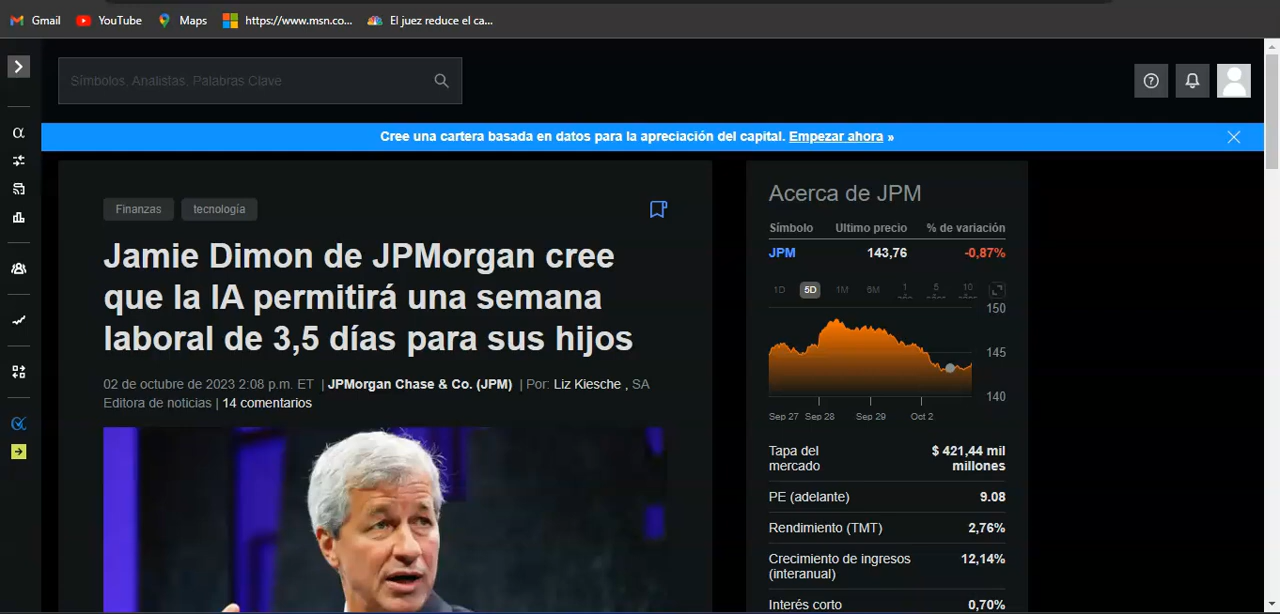 Gmail YouTube Maps https://www.msn.co... El juez reduce el ca...
Símbolos, Analistas, Palabras Clave
Cree una cartera basada en datos para la apreciación del capital. Empezar ahora »
Finanzas tecnología
Jamie Dimon de JPMorgan cree
que la IA permitirá una semana
laboral de 3,5 días para sus hijos
02 de octubre de 2023 2:08 p.m. ET | JPMorgan Chase & Co. (JPM) | Por: Liz Kiesche , SA
Editora de noticias | 14 comentarios
Acerca de JPM
Símbolo Ultimo precio % de variación
JPM 143,76 -0,87%
1D 5D 1M 6M 1 5 10
150
145
140
Sep 27 Sep 28 Sep 29 Oct 2
Tapa del
mercado
$ 421,44 mil
millones
PE (adelante) 9.08
Rendimiento (TMT) 2,76%
Crecimiento de ingresos
(interanual)
12,14%
Interés corto 0,70%